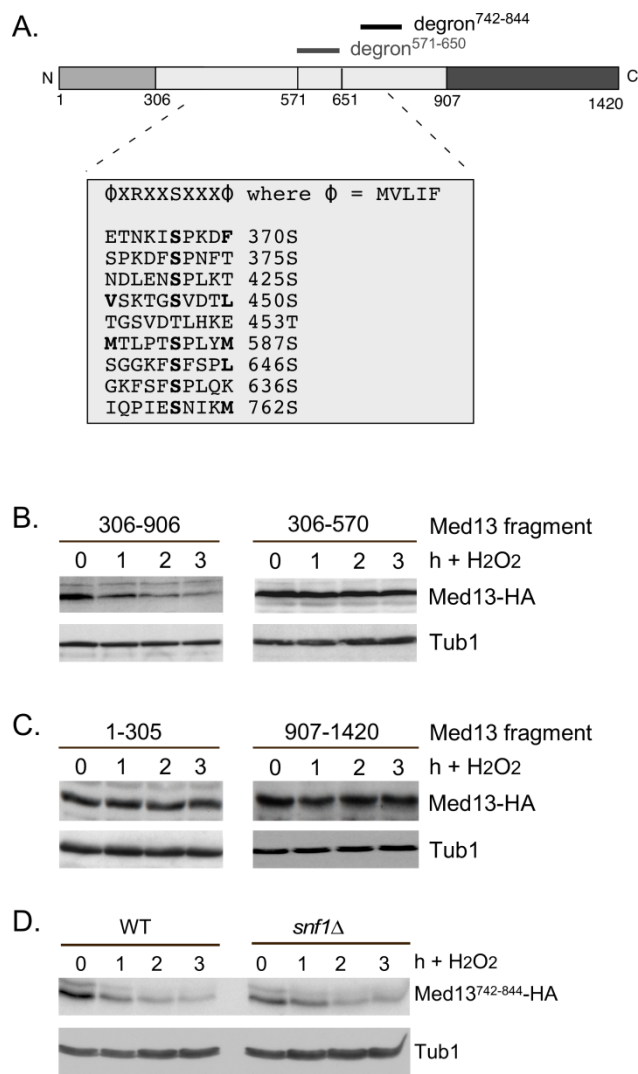 A.
degron742-844
degron571-650
N
C
1
306
571
651
907
1420
ϕXRXXSXXXϕ where ϕ = MVLIF
ETNKISPKDF 370S
SPKDFSPNFT 375S
NDLENSPLKT 425S
VSKTGSVDTL 450S
TGSVDTLHKE 453T
MTLPTSPLYM 587S
SGGKFSFSPL 646S
GKFSFSPLQK 636S
IQPIESNIKM 762S
B.
306-906
306-570
Med13 fragment
0 1 2 3
0 1 2 3
h + H2O2
Med13-HA
Tub1
C.
1-305
907-1420
Med13 fragment
0 1 2 3
0 1 2 3
h + H2O2
Med13-HA
Tub1
D.
WT
snf1Δ
0 1 2 3
0 1 2 3
h + H2O2
Med13742-844-HA
Tub1